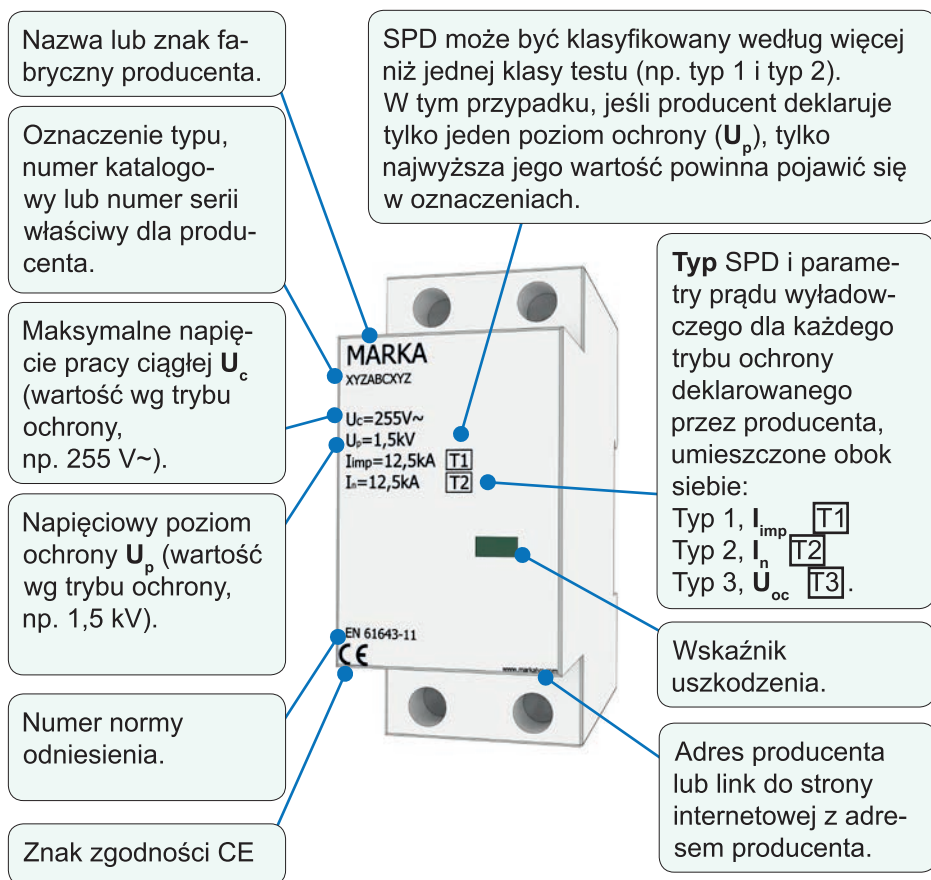 Nazwa lub znak fa-
bryczny producenta.
SPD może być klasyfikowany według więcej
niż jednej klasy testu (np. typ 1 i typ 2).
W tym przypadku, jeśli producent deklaruje
tylko jeden poziom ochrony (Up), tylko
najwyższa jego wartość powinna pojawić się
w oznaczeniach.
Oznaczenie typu,
numer katalogo-
wy lub numer serii
właściwy dla produ-
centa.
Maksymalne napię-
cie pracy ciągłej Uc
(wartość wg trybu
ochrony,
np. 255 V~).
Napięciowy poziom
ochrony Up (wartość
wg trybu ochrony,
np. 1,5 kV).
Numer normy
odniesienia.
Znak zgodności CE
MARKA
XYZABCXYZ
Uc=255V~
Up=1,5kV
Iimp=12,5kA T1
In=12,5kA T2
EN 61643-11
CE
Typ SPD i parame-
try prądu wyładow-
czego dla każdego
trybu ochrony
deklarowanego
przez producenta,
umieszczone obok
siebie:
Typ 1, Iimp T1
Typ 2, In T2
Typ 3, Uoc T3.
Wskaźnik
uszkodzenia.
Adres producenta
lub link do strony
internetowej z adre-
sem producenta.